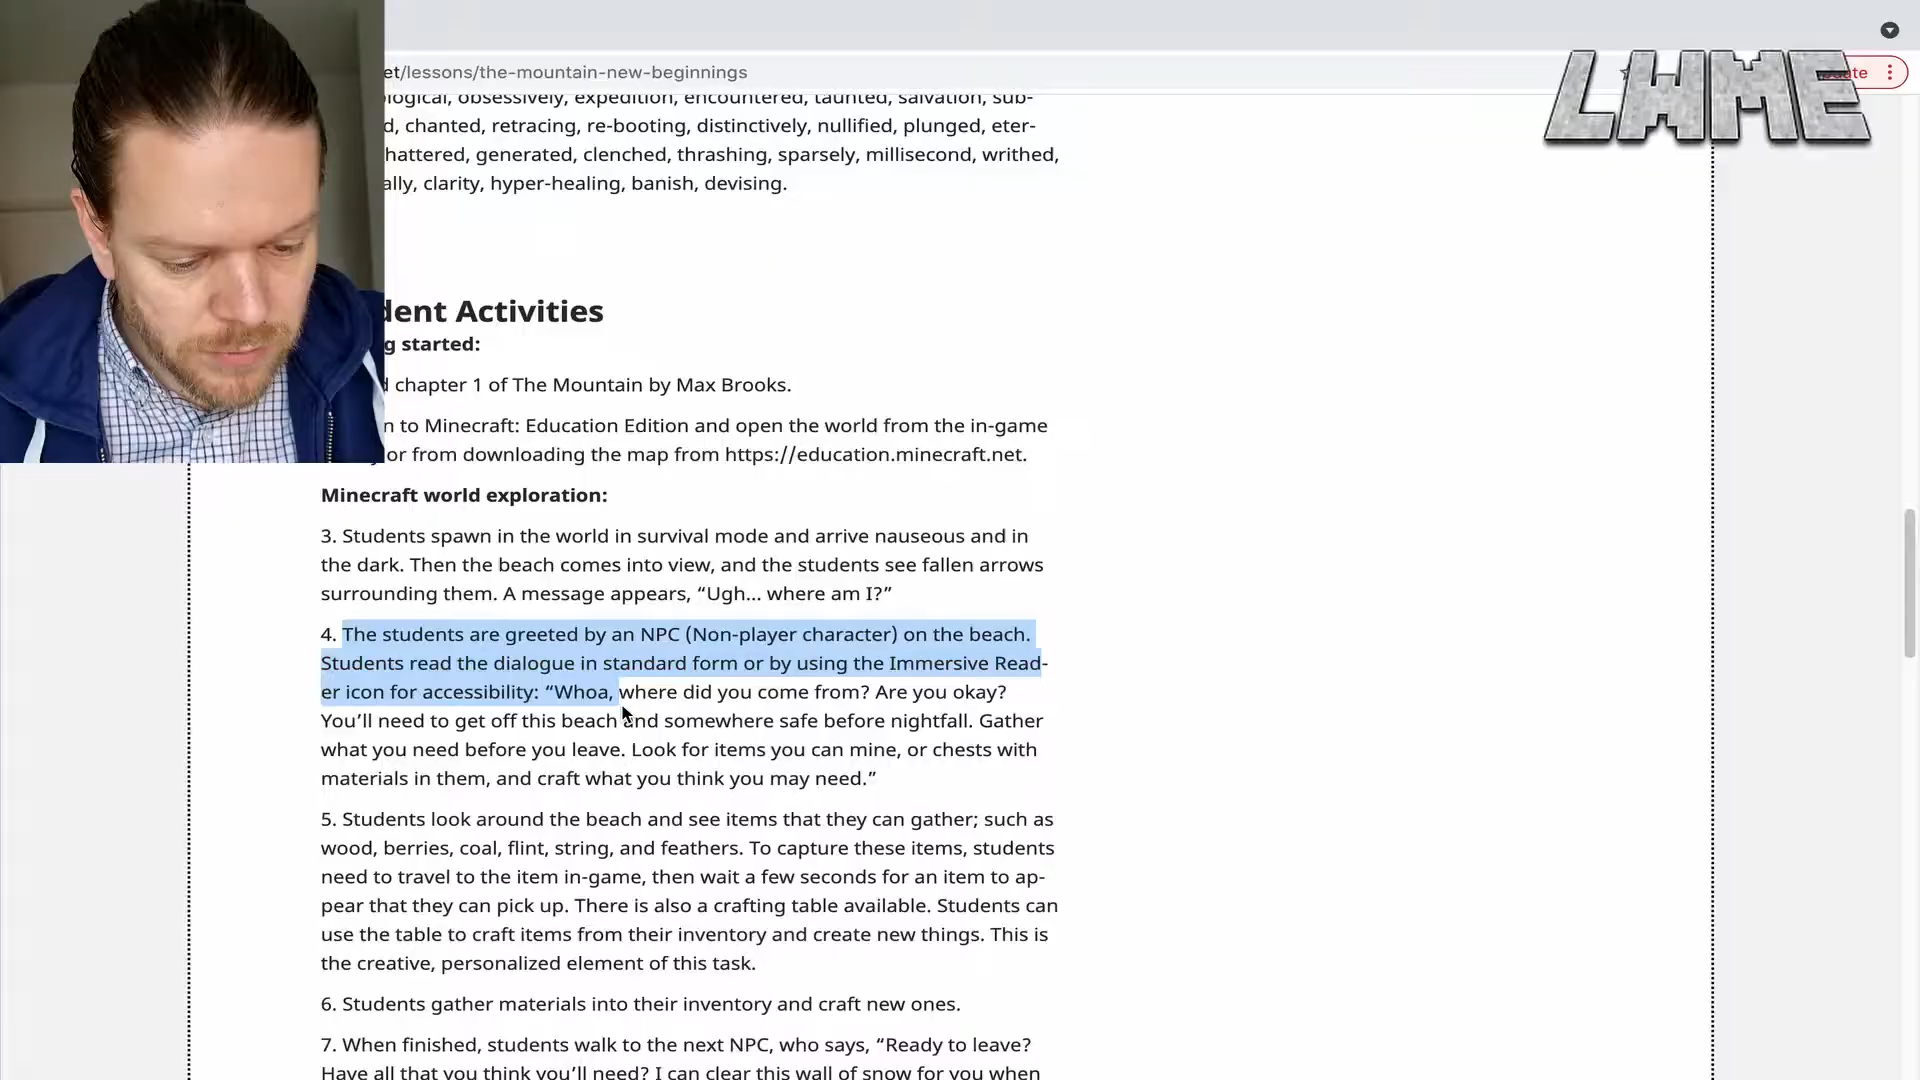 et/lessons/the-mountain-new-beginnings
LWME
ological, obsessively, expedition, encountered, taunted, salvation, sub-
d, chanted, retracing, re-booting, distinctively, nullified, plunged, eter-
hattered, generated, clenched, thrashing, sparsely, millisecond, writhed,
ally, clarity, hyper-healing, banish, devising.
dent Activities
g started:
chapter 1 of The Mountain by Max Brooks.
n to Minecraft: Education Edition and open the world from the in-game
or from downloading the map from https://education.minecraft.net.
Minecraft world exploration:
3. Students spawn in the world in survival mode and arrive nauseous and in
the dark. Then the beach comes into view, and the students see fallen arrows
surrounding them. A message appears, “Ugh... where am I?”
4. The students are greeted by an NPC (Non-player character) on the beach.
Students read the dialogue in standard form or by using the Immersive Read-
er icon for accessibility: “Whoa, where did you come from? Are you okay?
You’ll need to get off this beach and somewhere safe before nightfall. Gather
what you need before you leave. Look for items you can mine, or chests with
materials in them, and craft what you think you may need.”
5. Students look around the beach and see items that they can gather; such as
wood, berries, coal, flint, string, and feathers. To capture these items, students
need to travel to the item in-game, then wait a few seconds for an item to ap-
pear that they can pick up. There is also a crafting table available. Students can
use the table to craft items from their inventory and create new things. This is
the creative, personalized element of this task.
6. Students gather materials into their inventory and craft new ones.
7. When finished, students walk to the next NPC, who says, “Ready to leave?
Have all that you think you’ll need? I can clear this wall of snow for you when